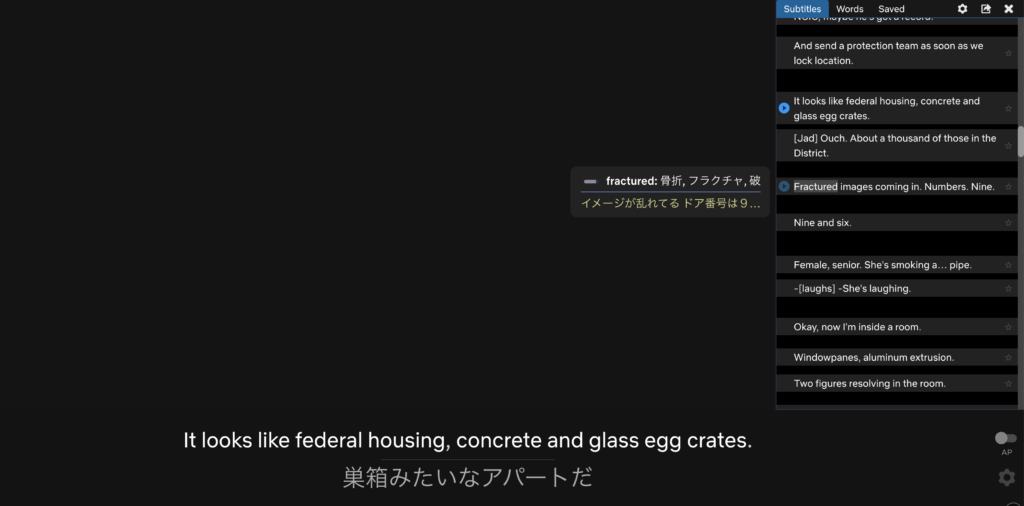 Subtitles Words Saved
NCIC, maybe he's got a record.
And send a protection team as soon as we
lock location.
It looks like federal housing, concrete and
glass egg crates.
[Jad] Ouch. About a thousand of those in the
District.
fractured: 骨折, フラクチャ, 破
イメージが乱れてる ドア番号は９…
Fractured images coming in. Numbers. Nine.
Nine and six.
Female, senior. She's smoking a… pipe.
-[laughs] -She's laughing.
Okay, now I'm inside a room.
Windowpanes, aluminum extrusion.
Two figures resolving in the room.
It looks like federal housing, concrete and glass egg crates.
巣箱みたいなアパートだ
AP